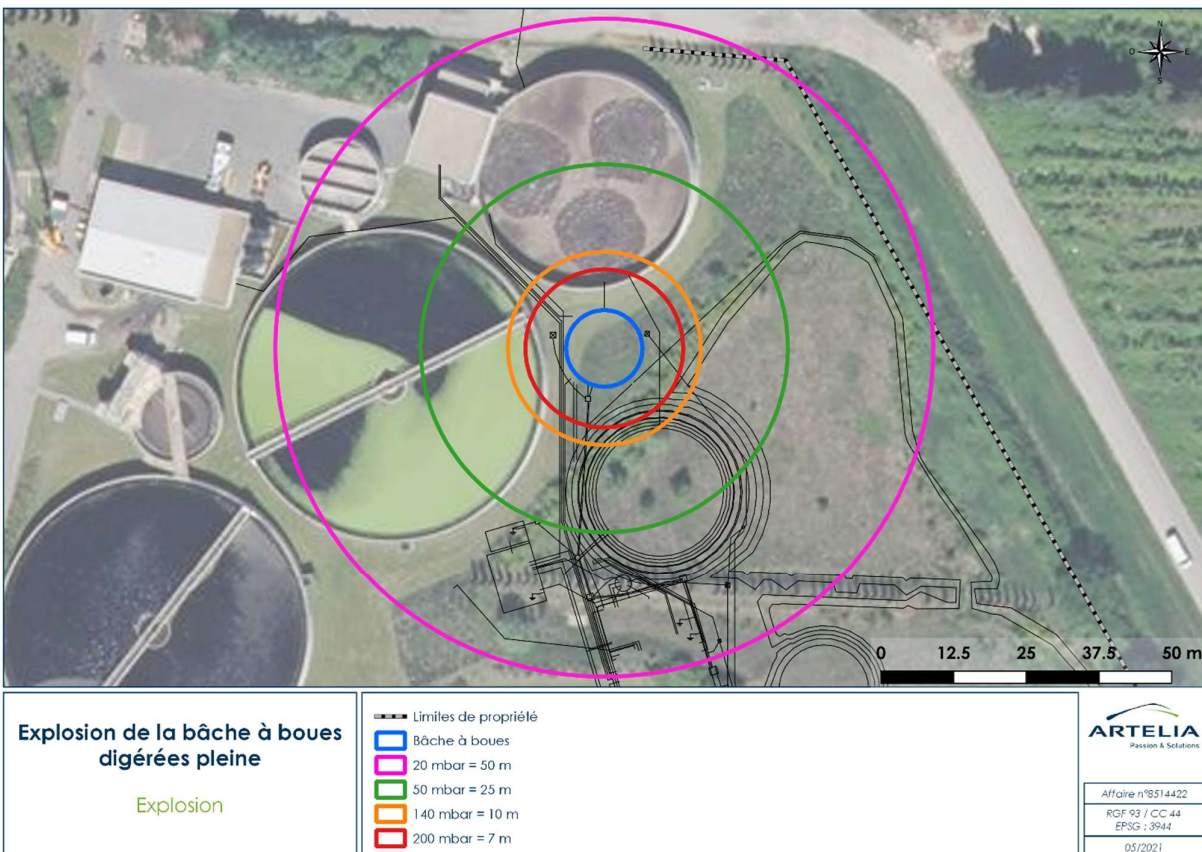 N
O
E
S
0 12.5 25 37.5 50 m
Explosion de la bâche à boues
digérées pleine
Explosion
Limites de propriété
Bâche à boues
20 mbar = 50 m
50 mbar = 25 m
140 mbar = 10 m
200 mbar = 7 m
ARTELIA
Passion & Solutions
Affaire n°8514422
RGF 93 / CC 44
EPSG : 3944
05/2021